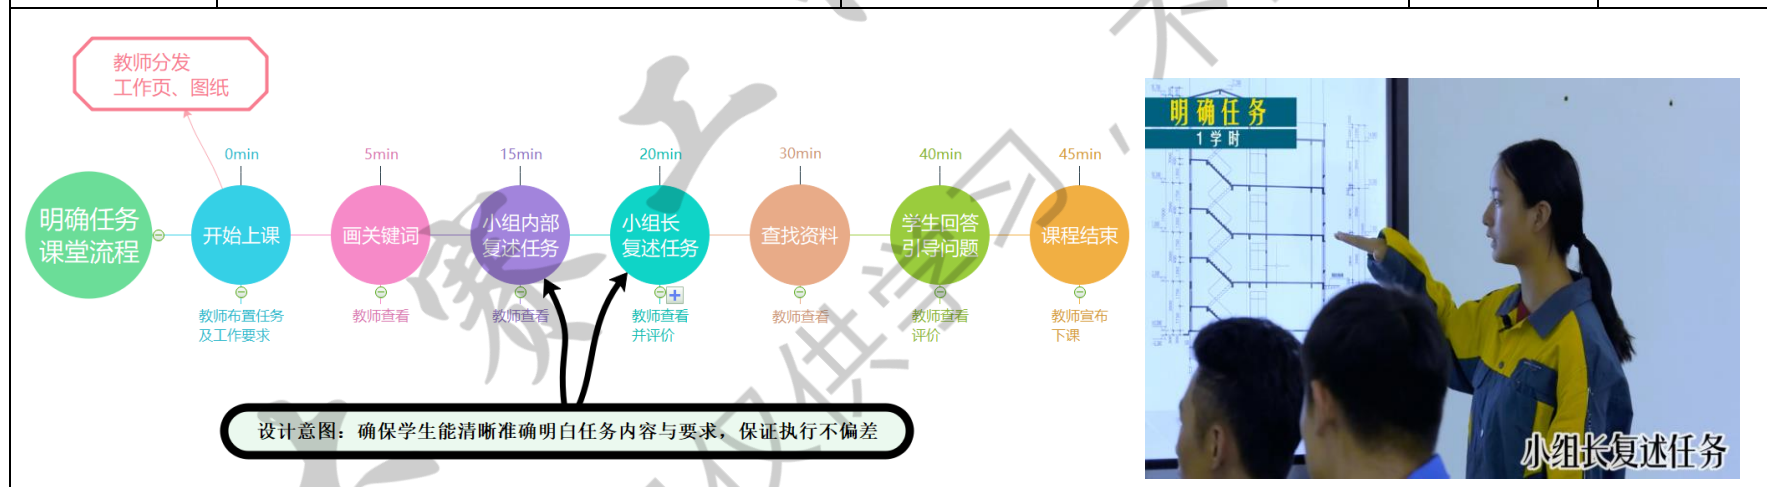 教师分发
工作页、图纸
0min
5min
15min
20min
30min
40min
45min
明确任务
课堂流程
开始上课
画关键词
小组内部
复述任务
小组长
复述任务
查找资料
学生回答
引导问题
课程结束
教师布置任务
及工作要求
教师查看
教师查看
教师查看
并评价
教师查看
教师查看
评价
教师宣布
下课
设计意图：确保学生能清晰准确明白任务内容与要求，保证执行不偏差
明确任务
1学时
小组长复述任务
仅供学习，不